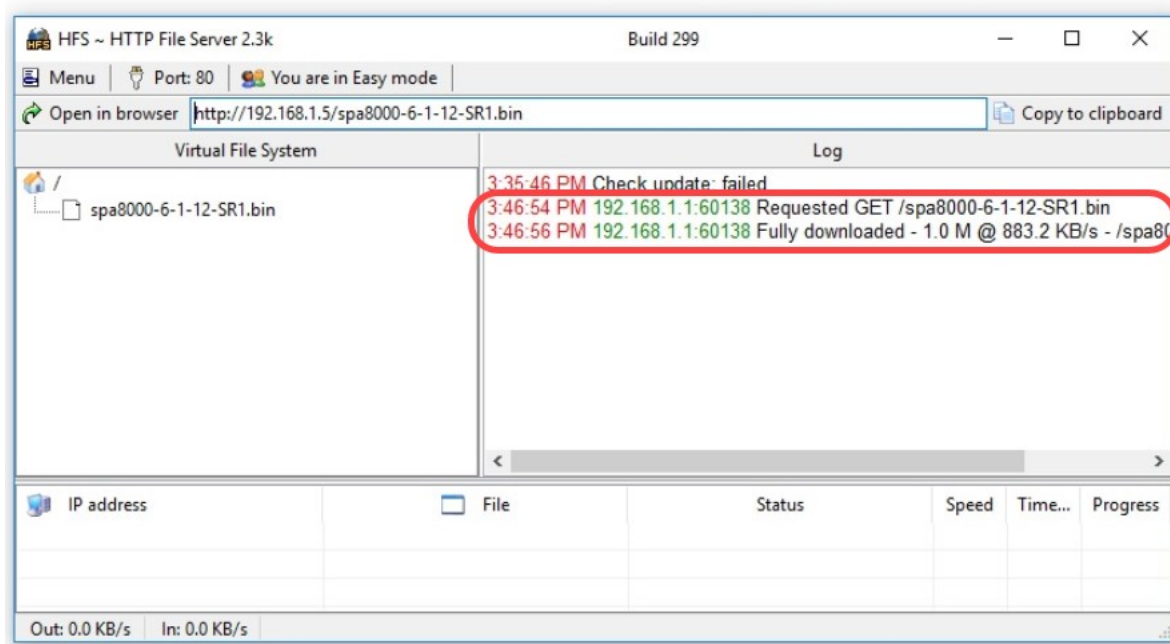 HFS ~ HTTP File Server 2.3k Build 299
Menu Port: 80 You are in Easy mode
Open in browser http://192.168.1.5/spa8000-6-1-12-SR1.bin Copy to clipboard
Virtual File System Log
/
spa8000-6-1-12-SR1.bin
3:35:46 PM Check update: failed
3:46:54 PM 192.168.1.1:60138 Requested GET /spa8000-6-1-12-SR1.bin
3:46:56 PM 192.168.1.1:60138 Fully downloaded - 1.0 M @ 883.2 KB/s - /spa80
IP address File Status Speed Time... Progress
Out: 0.0 KB/s In: 0.0 KB/s